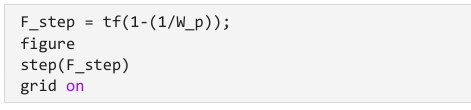 F_step = tf(1-(1/W_p));
figure
step(F_step)
grid on